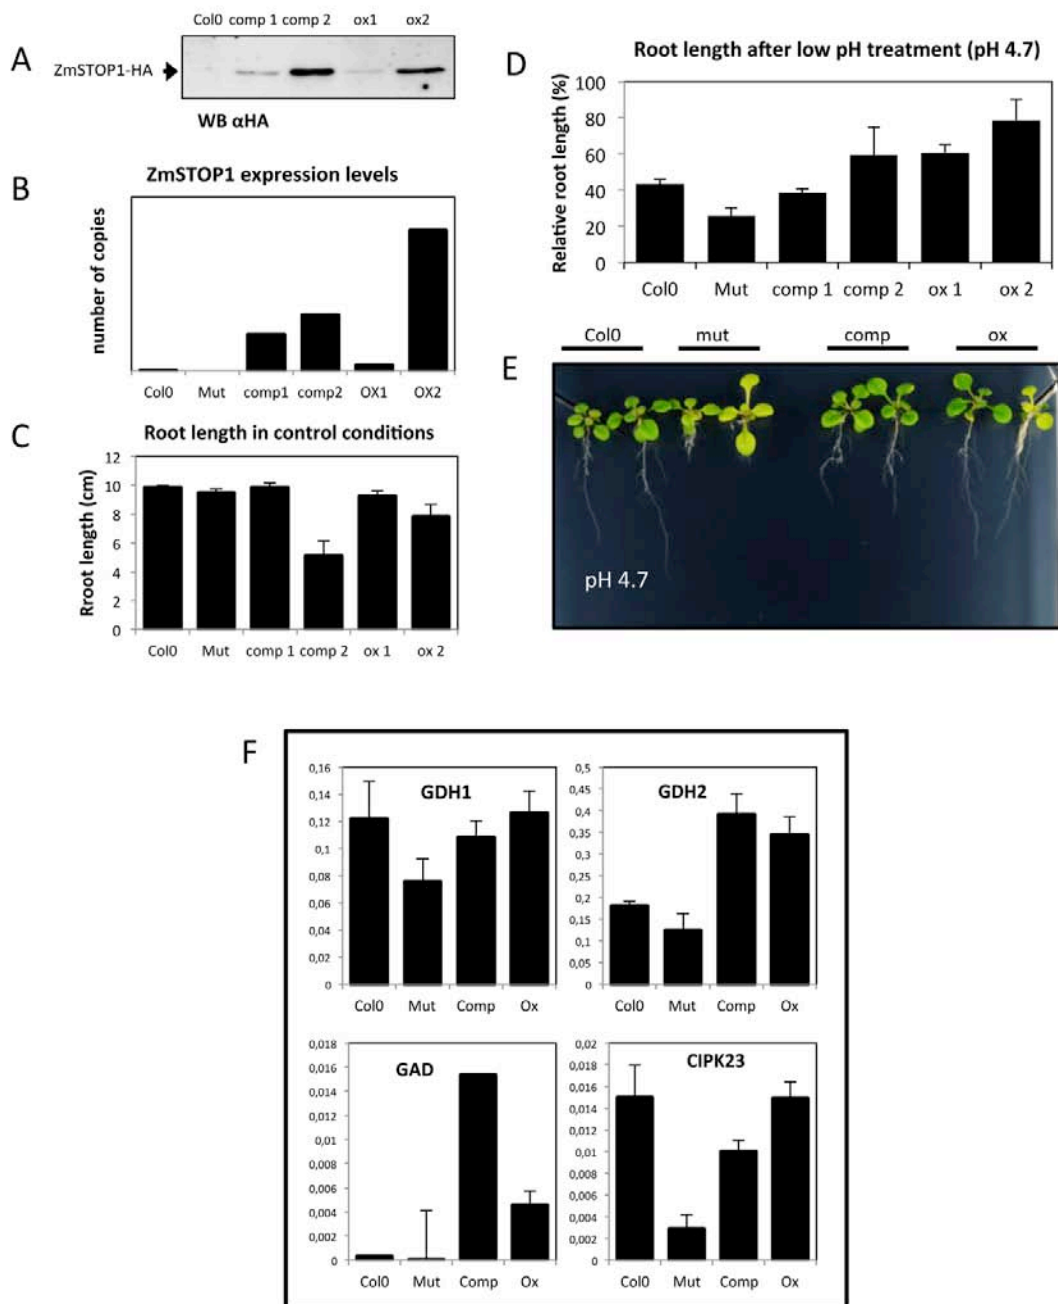 A
Col0 comp 1 comp 2 ox1 ox2
ZmSTOP1-HA
WB αHA
B
ZmSTOP1 expression levels
number of copies
Col0 Mut comp1 comp2 OX1 OX2
C
Root length in control conditions
Rroot length (cm)
12
10
8
6
4
2
0
Col0 Mut comp 1 comp 2 ox 1 ox 2
D
Root length after low pH treatment (pH 4.7)
Relative root length (%)
100
80
60
40
20
0
Col0 Mut comp 1 comp 2 ox 1 ox 2
E
Col0 mut comp ox
pH 4.7
F
GDH1
0,16
0,14
0,12
0,1
0,08
0,06
0,04
0,02
0
Col0 Mut Comp Ox
GDH2
0,5
0,45
0,4
0,35
0,3
0,25
0,2
0,15
0,1
0,05
0
Col0 Mut Comp Ox
GAD
0,018
0,016
0,014
0,012
0,01
0,008
0,006
0,004
0,002
0
Col0 Mut Comp Ox
CIPK23
0,02
0,018
0,016
0,014
0,012
0,01
0,008
0,006
0,004
0,002
0
Col0 Mut Comp Ox